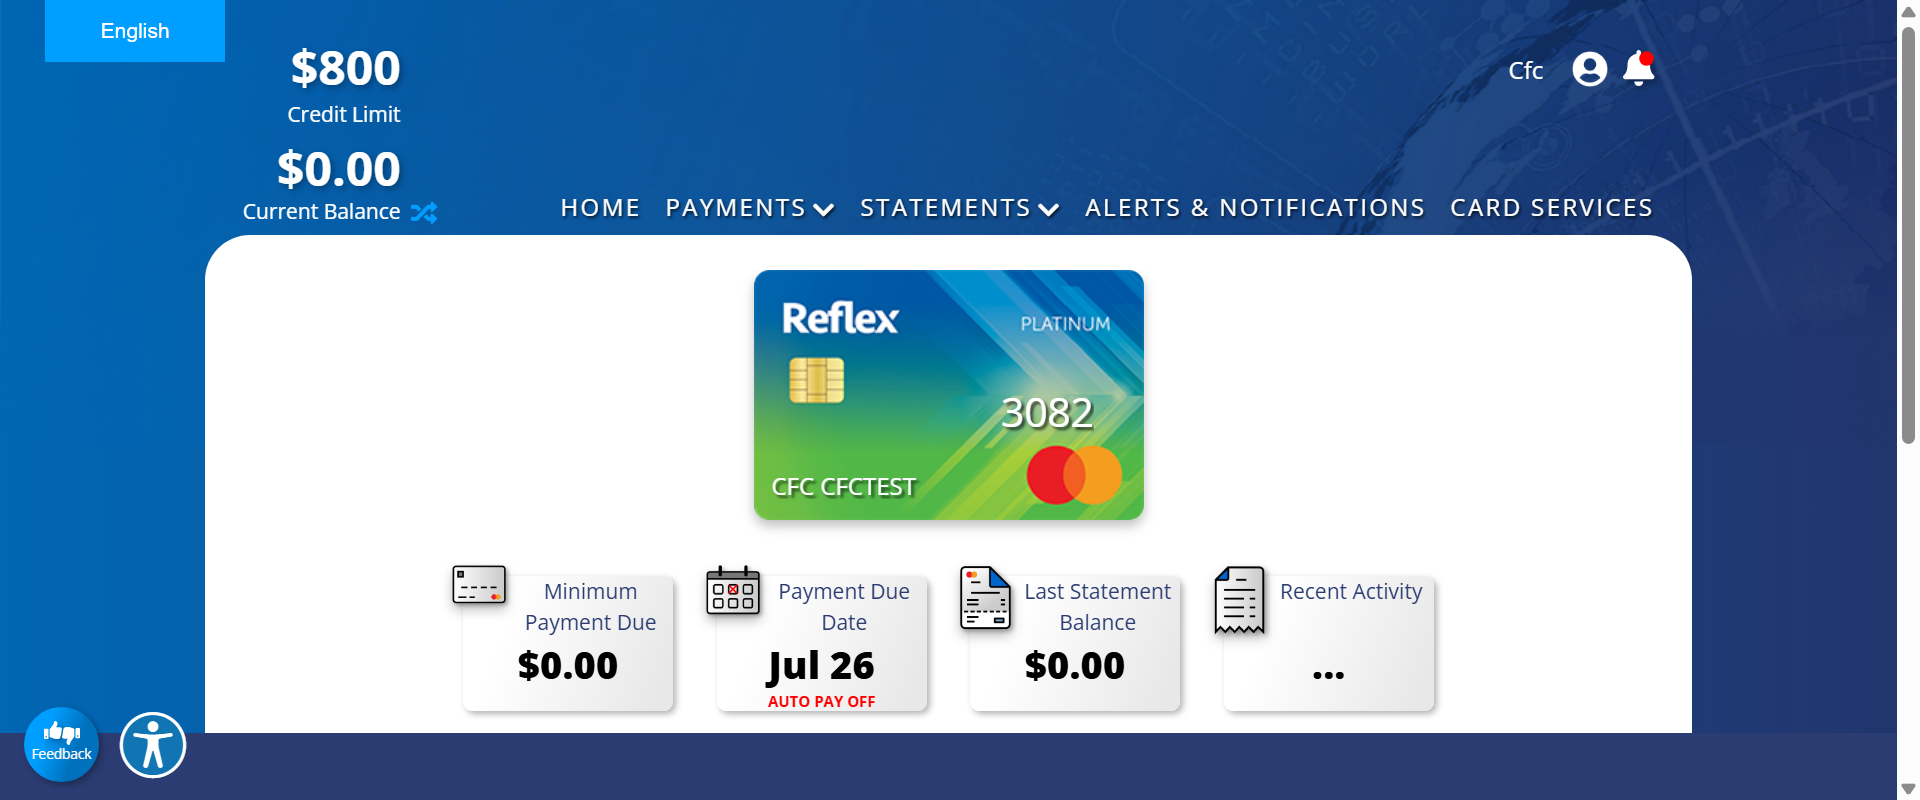 English
$800
Credit Limit
$0.00
Current Balance
Cfc
HOME PAYMENTS STATEMENTS ALERTS & NOTIFICATIONS CARD SERVICES
Reflex
PLATINUM
3082
CFC CFCTEST
Minimum
Payment Due
$0.00
Payment Due
Date
Jul 26
AUTO PAY OFF
Last Statement
Balance
$0.00
Recent Activity
...
Feedback